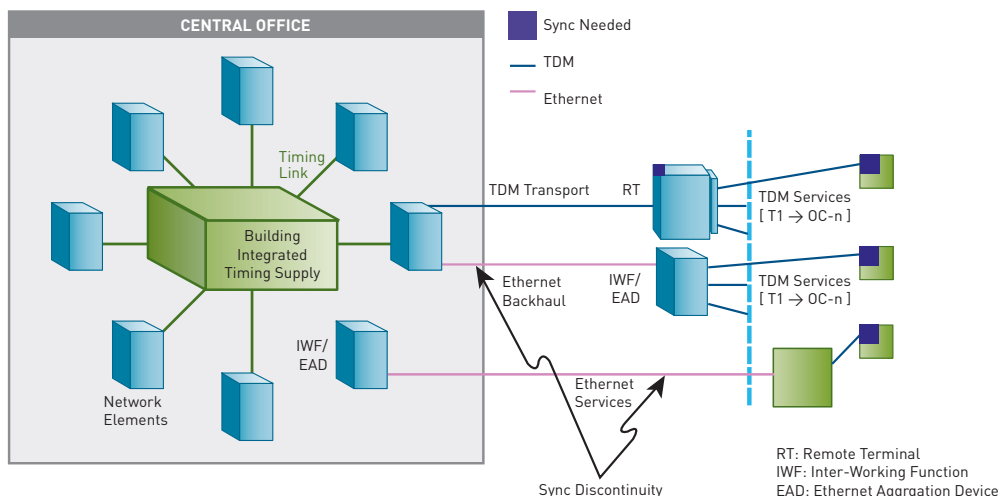 CENTRAL OFFICE
Sync Needed
TDM
Ethernet
Timing
Link
Building
Integrated
Timing Supply
TDM Transport
RT
TDM Services
[ T1 → OC-n ]
Ethernet
Backhaul
IWF/
EAD
TDM Services
[ T1 → OC-n ]
IWF/
EAD
Network
Elements
Ethernet
Services
Sync Discontinuity
RT: Remote Terminal
IWF: Inter-Working Function
EAD: Ethernet Aggrgation Device